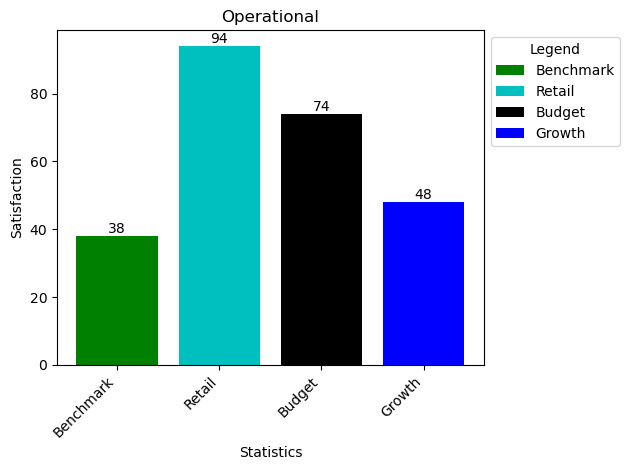 Operational
94
74
48
38
Satisfaction
80
60
40
20
0
Benchmark
Retail
Budget
Growth
Statistics
Legend
Benchmark
Retail
Budget
Growth